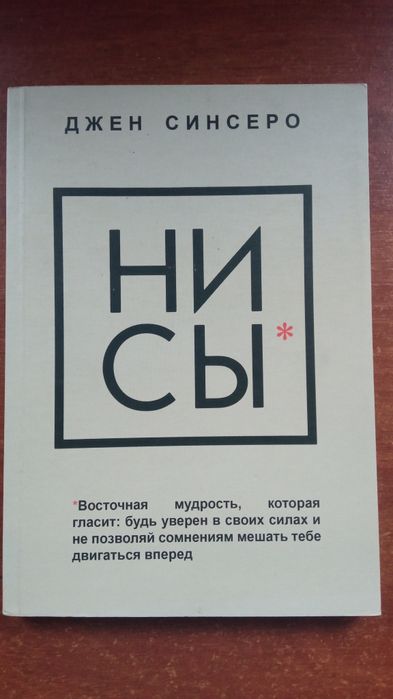 ДЖЕН СИНСЕРО
НИ
СЫ*
*Восточная мудрость, которая
гласит: будь уверен в своих силах и
не позволяй сомнениям мешать тебе
двигаться вперед